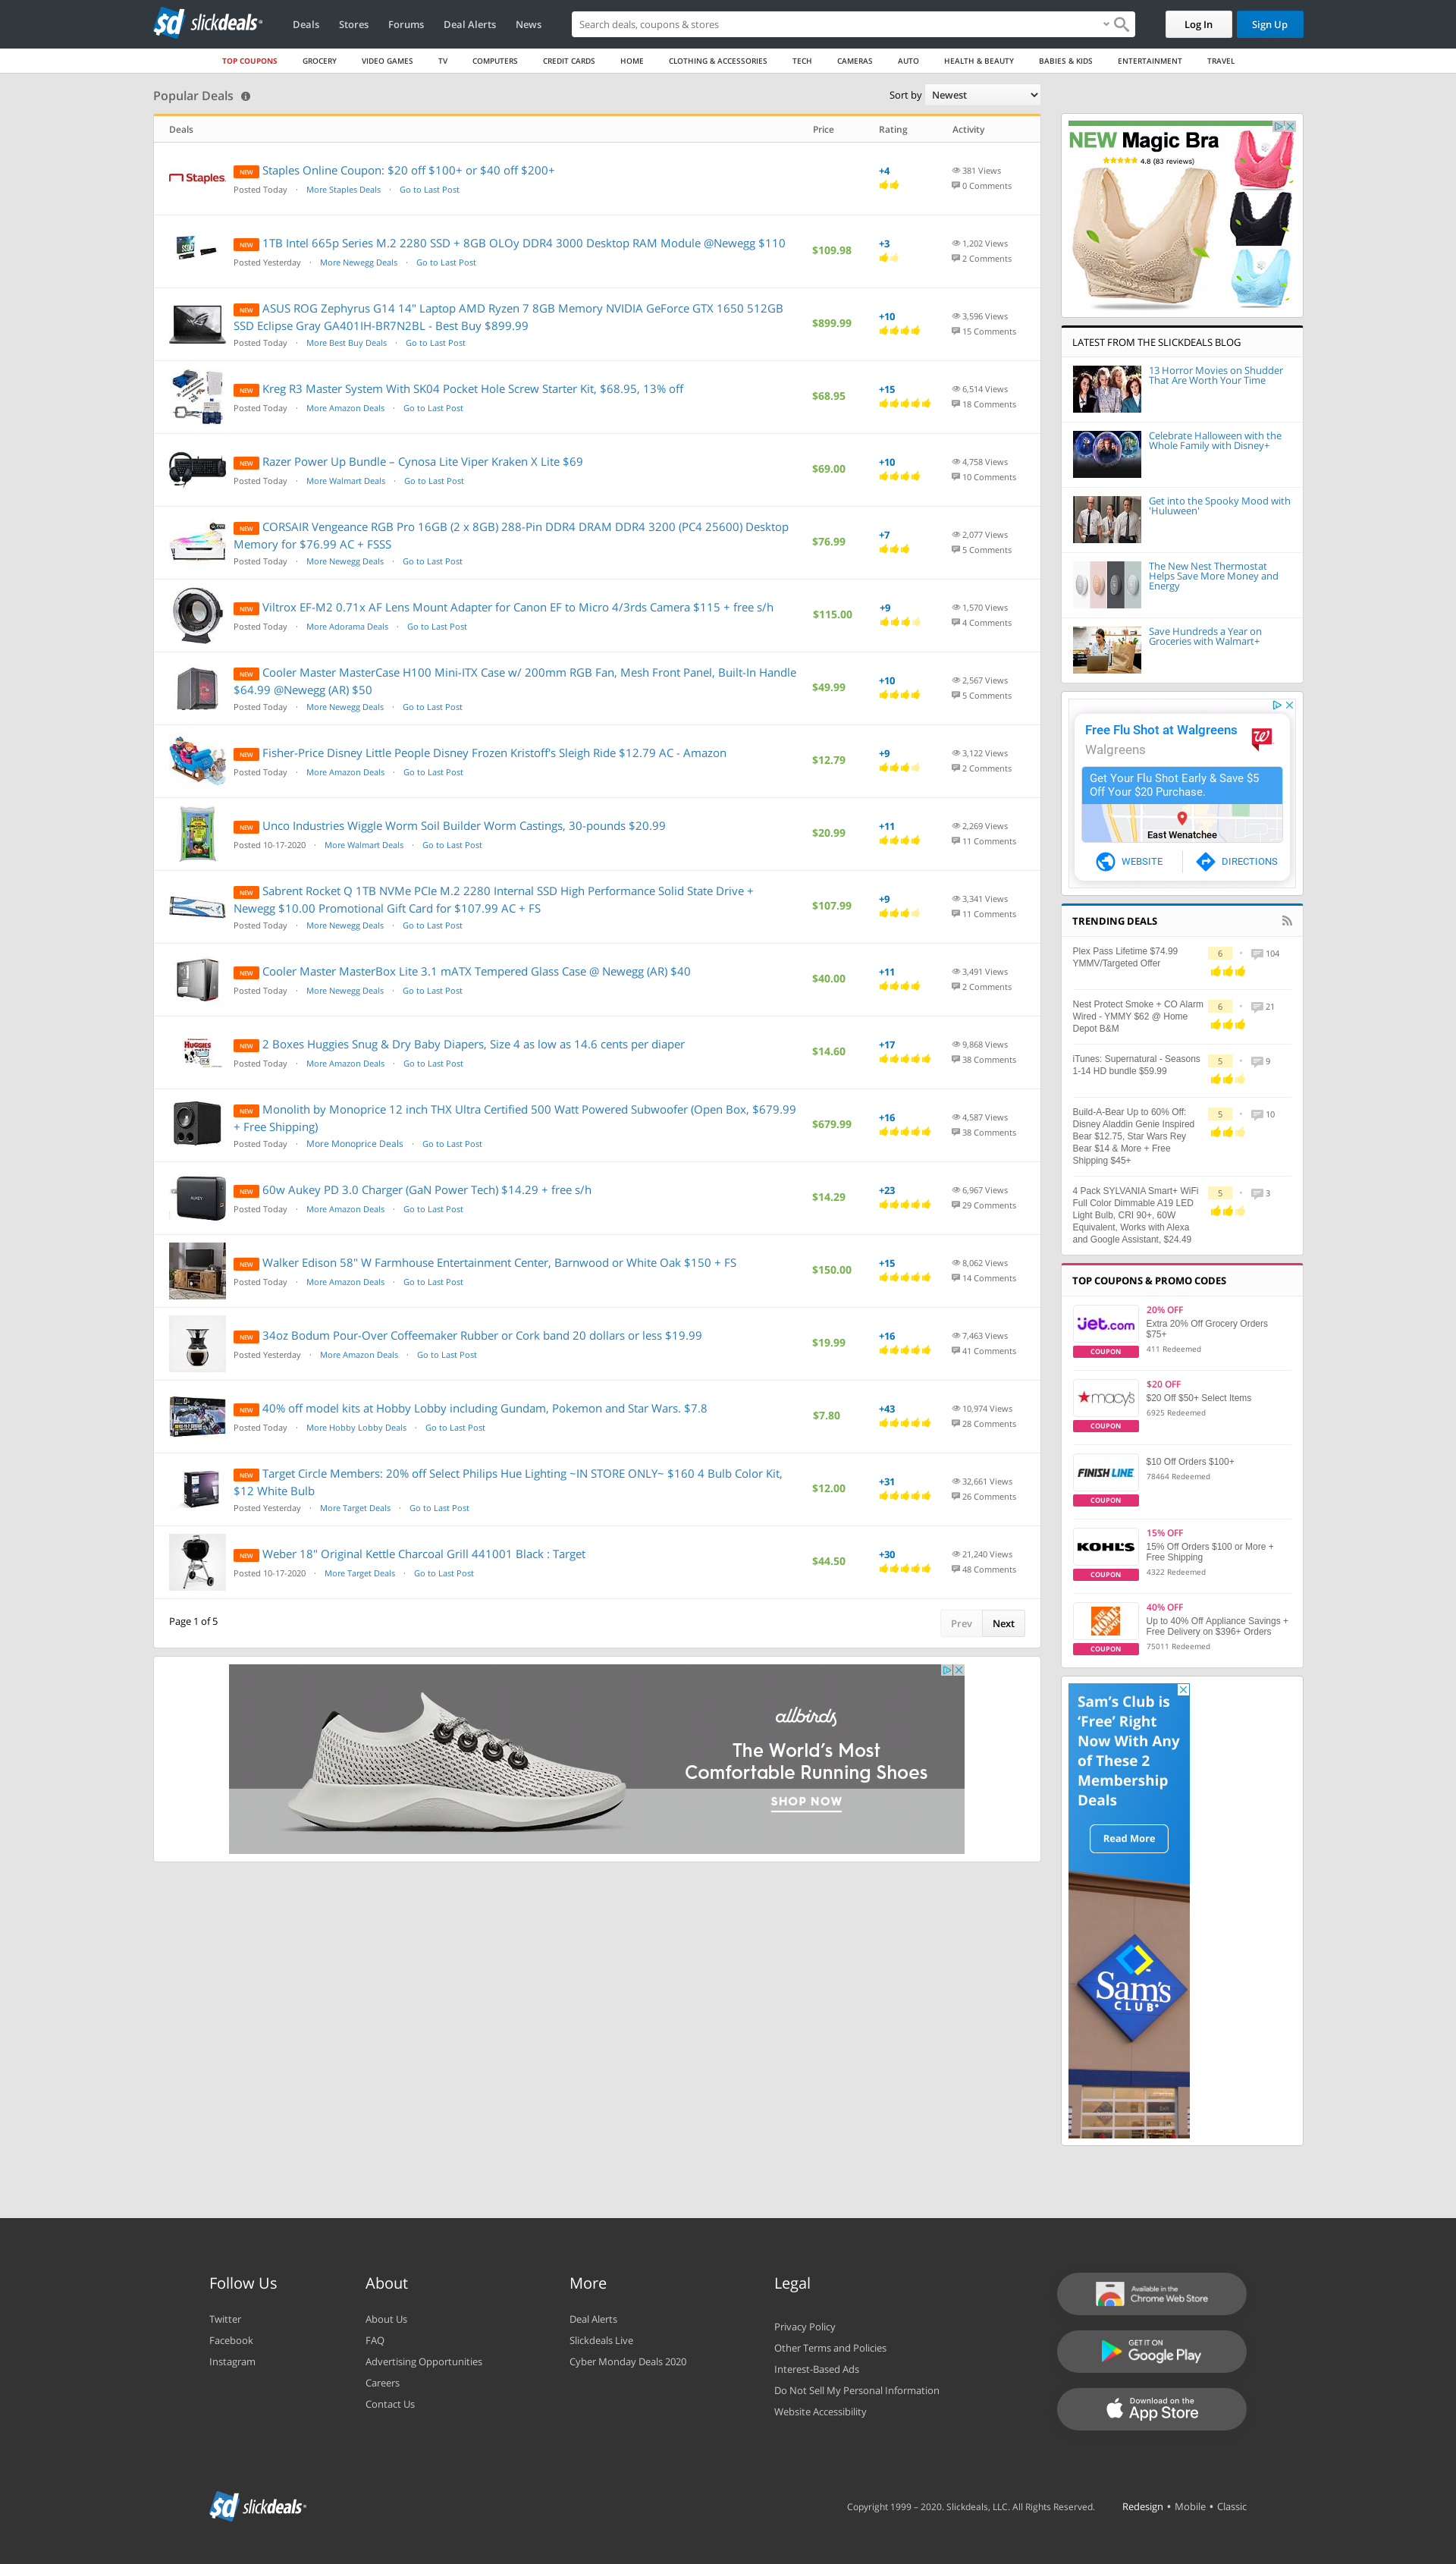 sd slickdeals
Deals Stores Forums Deal Alerts News
Search deals, coupons & stores
Log In Sign Up
TOP COUPONS GROCERY VIDEO GAMES TV COMPUTERS CREDIT CARDS HOME CLOTHING & ACCESSORIES TECH CAMERAS AUTO HEALTH & BEAUTY BABIES & KIDS ENTERTAINMENT TRAVEL
Popular Deals
Sort by Newest
Deals Price Rating Activity
Staples
NEW Staples Online Coupon: $20 off $100+ or $40 off $200+
Posted Today · More Staples Deals · Go to Last Post
+4
381 Views
0 Comments
NEW 1TB Intel 665p Series M.2 2280 SSD + 8GB OLOy DDR4 3000 Desktop RAM Module @Newegg $110
Posted Yesterday · More Newegg Deals · Go to Last Post
$109.98
+3
1,202 Views
2 Comments
NEW ASUS ROG Zephyrus G14 14" Laptop AMD Ryzen 7 8GB Memory NVIDIA GeForce GTX 1650 512GB
SSD Eclipse Gray GA401IH-BR7N2BL - Best Buy $899.99
Posted Today · More Best Buy Deals · Go to Last Post
$899.99
+10
3,596 Views
15 Comments
NEW Kreg R3 Master System With SK04 Pocket Hole Screw Starter Kit, $68.95, 13% off
Posted Today · More Amazon Deals · Go to Last Post
$68.95
+15
6,514 Views
18 Comments
NEW Razer Power Up Bundle – Cynosa Lite Viper Kraken X Lite $69
Posted Today · More Walmart Deals · Go to Last Post
$69.00
+10
4,758 Views
10 Comments
NEW CORSAIR Vengeance RGB Pro 16GB (2 x 8GB) 288-Pin DDR4 DRAM DDR4 3200 (PC4 25600) Desktop
Memory for $76.99 AC + FSSS
Posted Today · More Newegg Deals · Go to Last Post
$76.99
+7
2,077 Views
5 Comments
NEW Viltrox EF-M2 0.71x AF Lens Mount Adapter for Canon EF to Micro 4/3rds Camera $115 + free s/h
Posted Today · More Adorama Deals · Go to Last Post
$115.00
+9
1,570 Views
4 Comments
NEW Cooler Master MasterCase H100 Mini-ITX Case w/ 200mm RGB Fan, Mesh Front Panel, Built-In Handle
$64.99 @Newegg (AR) $50
Posted Today · More Newegg Deals · Go to Last Post
$49.99
+10
2,567 Views
5 Comments
NEW Fisher-Price Disney Little People Disney Frozen Kristoff's Sleigh Ride $12.79 AC - Amazon
Posted Today · More Amazon Deals · Go to Last Post
$12.79
+9
3,122 Views
2 Comments
NEW Unco Industries Wiggle Worm Soil Builder Worm Castings, 30-pounds $20.99
Posted 10-17-2020 · More Walmart Deals · Go to Last Post
$20.99
+11
2,269 Views
11 Comments
NEW Sabrent Rocket Q 1TB NVMe PCIe M.2 2280 Internal SSD High Performance Solid State Drive +
Newegg $10.00 Promotional Gift Card for $107.99 AC + FS
Posted Today · More Newegg Deals · Go to Last Post
$107.99
+9
3,341 Views
11 Comments
NEW Cooler Master MasterBox Lite 3.1 mATX Tempered Glass Case @ Newegg (AR) $40
Posted Today · More Newegg Deals · Go to Last Post
$40.00
+11
3,491 Views
2 Comments
HUGGIES
NEW 2 Boxes Huggies Snug & Dry Baby Diapers, Size 4 as low as 14.6 cents per diaper
Posted Today · More Amazon Deals · Go to Last Post
$14.60
+17
9,868 Views
38 Comments
NEW Monolith by Monoprice 12 inch THX Ultra Certified 500 Watt Powered Subwoofer (Open Box, $679.99
+ Free Shipping)
Posted Today · More Monoprice Deals · Go to Last Post
$679.99
+16
4,587 Views
38 Comments
AUKEY
NEW 60w Aukey PD 3.0 Charger (GaN Power Tech) $14.29 + free s/h
Posted Today · More Amazon Deals · Go to Last Post
$14.29
+23
6,967 Views
29 Comments
NEW Walker Edison 58" W Farmhouse Entertainment Center, Barnwood or White Oak $150 + FS
Posted Today · More Amazon Deals · Go to Last Post
$150.00
+15
8,062 Views
14 Comments
NEW 34oz Bodum Pour-Over Coffeemaker Rubber or Cork band 20 dollars or less $19.99
Posted Yesterday · More Amazon Deals · Go to Last Post
$19.99
+16
7,463 Views
41 Comments
NEW 40% off model kits at Hobby Lobby including Gundam, Pokemon and Star Wars. $7.8
Posted Today · More Hobby Lobby Deals · Go to Last Post
$7.80
+43
10,974 Views
28 Comments
NEW Target Circle Members: 20% off Select Philips Hue Lighting ~IN STORE ONLY~ $160 4 Bulb Color Kit,
$12 White Bulb
Posted Yesterday · More Target Deals · Go to Last Post
$12.00
+31
32,661 Views
26 Comments
NEW Weber 18" Original Kettle Charcoal Grill 441001 Black : Target
Posted 10-17-2020 · More Target Deals · Go to Last Post
$44.50
+30
21,240 Views
48 Comments
Page 1 of 5
Prev Next
allbirds
The World's Most
Comfortable Running Shoes
SHOP NOW
NEW Magic Bra
4.8 (83 reviews)
LATEST FROM THE SLICKDEALS BLOG
13 Horror Movies on Shudder
That Are Worth Your Time
Celebrate Halloween with the
Whole Family with Disney+
Get into the Spooky Mood with
'Huluween'
The New Nest Thermostat
Helps Save More Money and
Energy
Save Hundreds a Year on
Groceries with Walmart+
Free Flu Shot at Walgreens
Walgreens
Get Your Flu Shot Early & Save $5
Off Your $20 Purchase.
East Wenatchee
WEBSITE DIRECTIONS
TRENDING DEALS
Plex Pass Lifetime $74.99
YMMV/Targeted Offer
6 · 104
Nest Protect Smoke + CO Alarm
Wired - YMMY $62 @ Home
Depot B&M
6 · 21
iTunes: Supernatural - Seasons
1-14 HD bundle $59.99
5 · 9
Build-A-Bear Up to 60% Off:
Disney Aladdin Genie Inspired
Bear $12.75, Star Wars Rey
Bear $14 & More + Free
Shipping $45+
5 · 10
4 Pack SYLVANIA Smart+ WiFi
Full Color Dimmable A19 LED
Light Bulb, CRI 90+, 60W
Equivalent, Works with Alexa
and Google Assistant, $24.49
5 · 3
TOP COUPONS & PROMO CODES
jet.com
COUPON
20% OFF
Extra 20% Off Grocery Orders
$75+
411 Redeemed
macy's
COUPON
$20 OFF
$20 Off $50+ Select Items
6925 Redeemed
FINISH LINE
COUPON
$10 Off Orders $100+
78464 Redeemed
KOHL'S
COUPON
15% OFF
15% Off Orders $100 or More +
Free Shipping
4322 Redeemed
THE HOME DEPOT
COUPON
40% OFF
Up to 40% Off Appliance Savings +
Free Delivery on $396+ Orders
75011 Redeemed
Sam's Club is
'Free' Right
Now With Any
of These 2
Membership
Deals
Read More
Sam's
CLUB
Follow Us
Twitter
Facebook
Instagram
About
About Us
FAQ
Advertising Opportunities
Careers
Contact Us
More
Deal Alerts
Slickdeals Live
Cyber Monday Deals 2020
Legal
Privacy Policy
Other Terms and Policies
Interest-Based Ads
Do Not Sell My Personal Information
Website Accessibility
Available in the
Chrome Web Store
GET IT ON
Google Play
Download on the
App Store
sd slickdeals
Copyright 1999 – 2020. Slickdeals, LLC. All Rights Reserved.
Redesign • Mobile • Classic